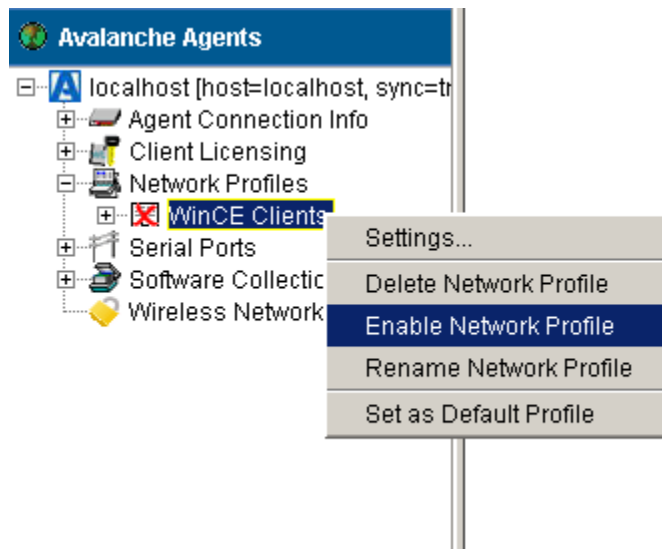 Avalanche Agents
localhost [host=localhost, sync=tr
Agent Connection Info
Client Licensing
Network Profiles
WinCE Clients
Serial Ports
Software Collectic
Wireless Network
Settings...
Delete Network Profile
Enable Network Profile
Rename Network Profile
Set as Default Profile